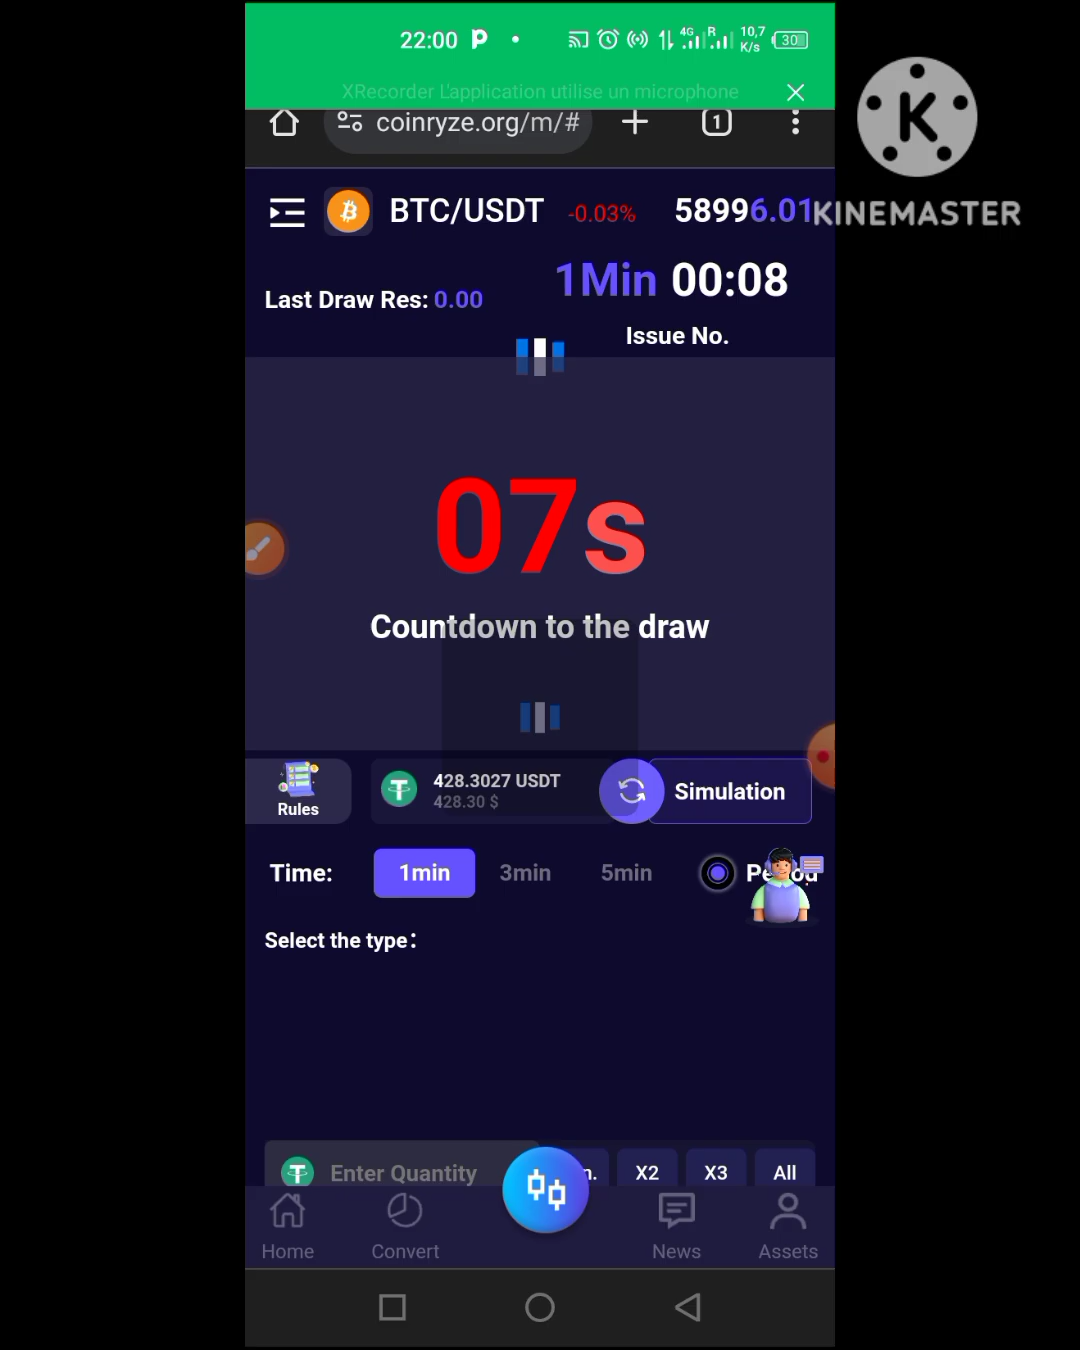 22:00
4G
R
10,7
K/s
30
XRecorder L'application utilise un microphone
coinryze.org/m/#
1
K
KINEMASTER
BTC/USDT -0.03% 58996.01
1Min 00:08
Last Draw Res: 0.00
Issue No.
07s
Countdown to the draw
Rules
428.3027 USDT
428.30 $
Simulation
Time: 1min 3min 5min
Select the type:
Enter Quantity X2 X3 All
Home Convert News Assets